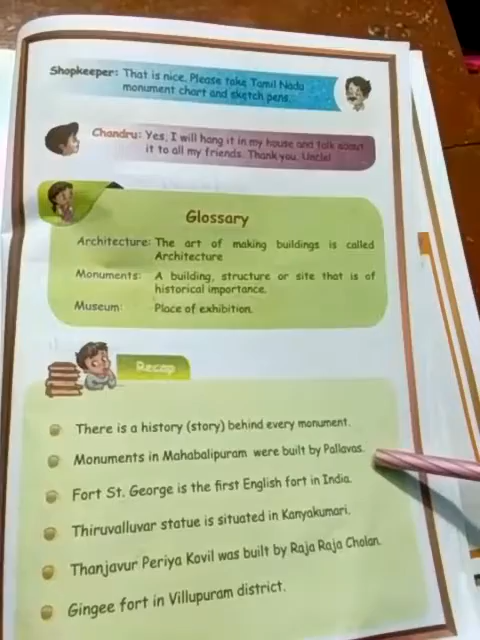 Shopkeeper: That is nice. Please take Tamil Nadu
monument chart and sketch pens.
Chandru: Yes, I will hang it in my house and talk about
it to all my friends. Thank you, Uncle!
Glossary
Architecture: The art of making buildings is called
Architecture
Monuments: A building, structure or site that is of
historical importance.
Museum: Place of exhibition.
Recap
There is a history (story) behind every monument.
Monuments in Mahabalipuram were built by Pallavas.
Fort St. George is the first English fort in India.
Thiruvalluvar statue is situated in Kanyakumari.
Thanjavur Periya Kovil was built by Raja Raja Cholan.
Gingee fort in Villupuram district.